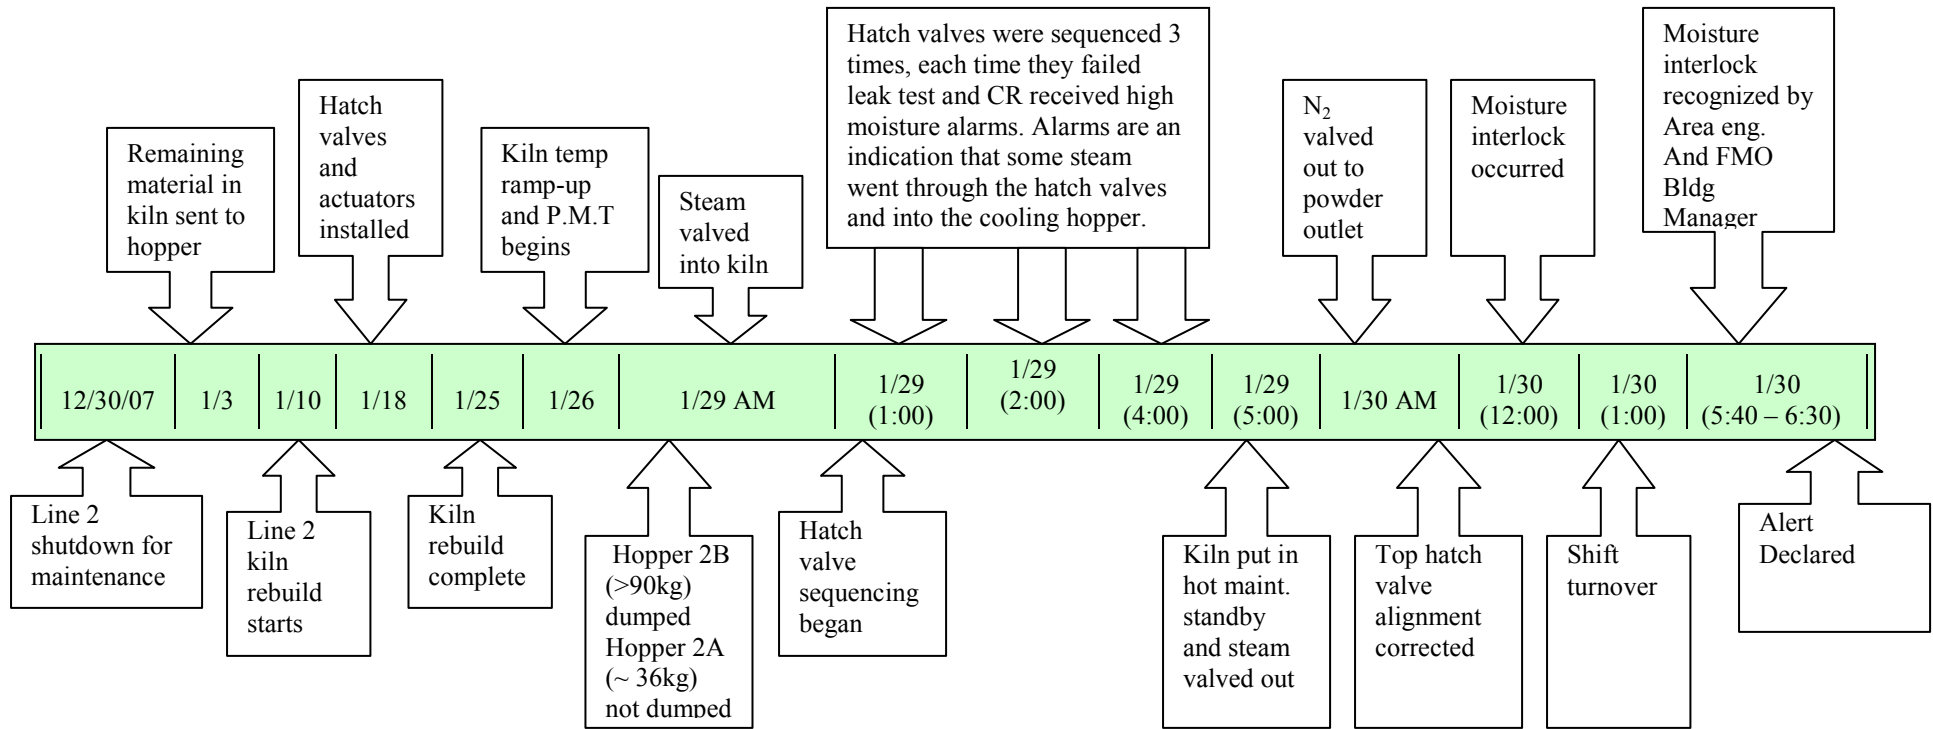 Remaining
material in
kiln sent to
hopper
Hatch
valves
and
actuators
installed
Kiln temp
ramp-up
and P.M.T
begins
Steam
valved
into kiln
Hatch valves were sequenced 3
times, each time they failed
leak test and CR received high
moisture alarms. Alarms are an
indication that some steam
went through the hatch valves
and into the cooling hopper.
N₂
valved
out to
powder
outlet
Moisture
interlock
occurred
Moisture
interlock
recognized by
Area eng.
And FMO
Bldg
Manager
12/30/07
1/3
1/10
1/18
1/25
1/26
1/29 AM
1/29
(1:00)
1/29
(2:00)
1/29
(4:00)
1/29
(5:00)
1/30 AM
1/30
(12:00)
1/30
(1:00)
1/30
(5:40 – 6:30)
Line 2
shutdown for
maintenance
Line 2
kiln
rebuild
starts
Kiln
rebuild
complete
Hopper 2B
(>90kg)
dumped
Hopper 2A
(~ 36kg)
not dumped
Hatch
valve
sequencing
began
Kiln put in
hot maint.
standby
and steam
valved out
Top hatch
valve
alignment
corrected
Shift
turnover
Alert
Declared